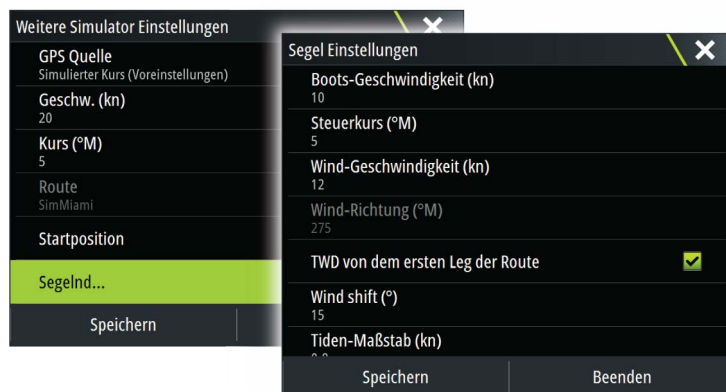 Weitere Simulator Einstellungen
GPS Quelle
Simulierter Kurs (Voreinstellungen)
Geschw. (kn)
20
Kurs (°M)
5
Route
SimMiami
Startposition
Segelnd...
Speichern
Segel Einstellungen
Boots-Geschwindigkeit (kn)
10
Steuerkurs (°M)
5
Wind-Geschwindigkeit (kn)
12
Wind-Richtung (°M)
275
TWD von dem ersten Leg der Route
Wind shift (°)
15
Tiden-Maßstab (kn)
Speichern
Beenden